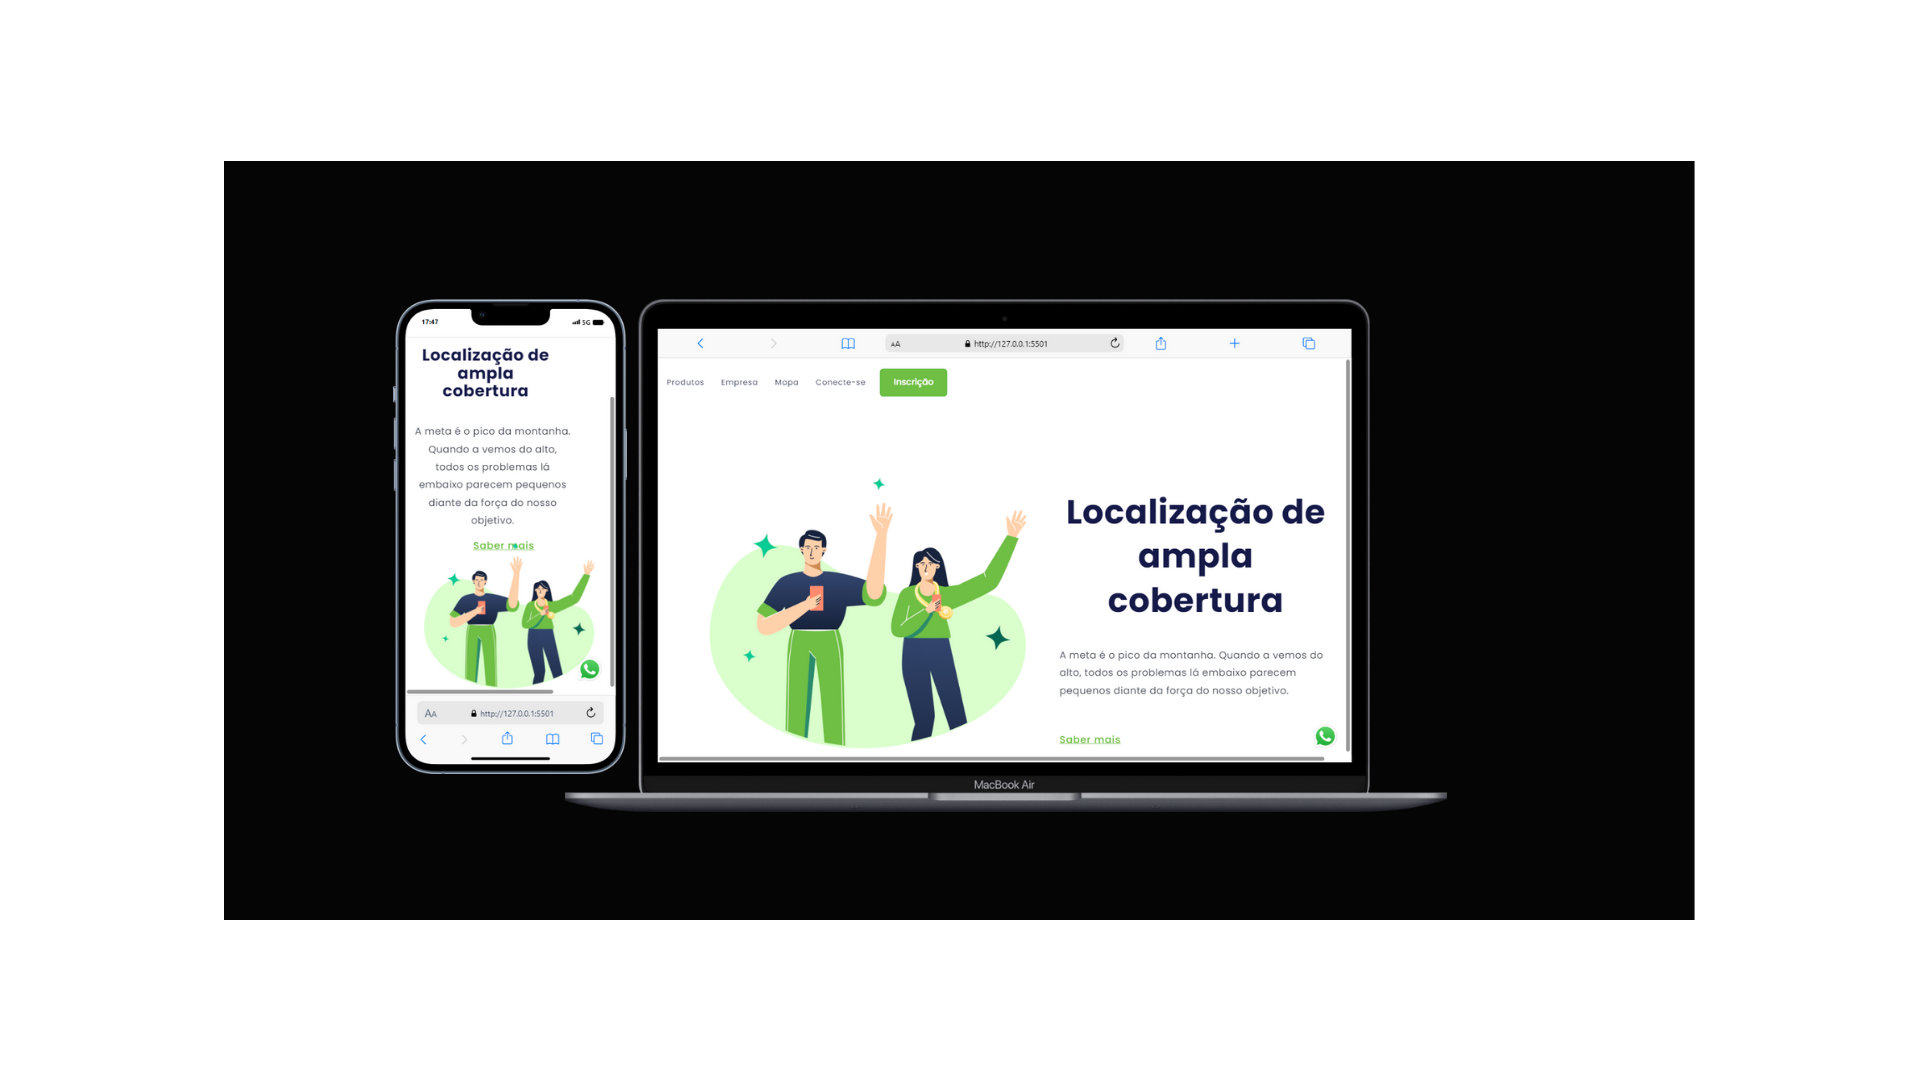 17:47
5G
Localização de
ampla
cobertura
A meta é o pico da montanha.
Quando a vemos do alto,
todos os problemas lá
embaixo parecem pequenos
diante da força do nosso
objetivo.
Saber mais
AA
http://127.0.0.1:5501
AA
http://127.0.0.1:5501
Produtos
Empresa
Mapa
Conecte-se
Inscrição
Localização de
ampla
cobertura
A meta é o pico da montanha. Quando a vemos do
alto, todos os problemas lá embaixo parecem
pequenos diante da força do nosso objetivo.
Saber mais
MacBook Air